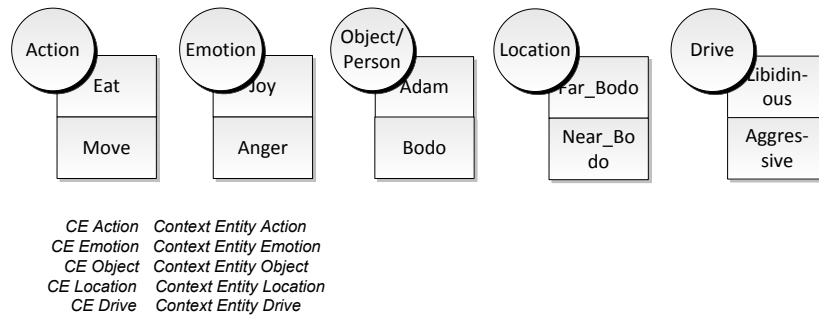 Action
Eat
Move
Emotion
Joy
Anger
Object/
Person
Adam
Bodo
Location
Far_Bodo
Near_Bo
do
Drive
Libidin-
ous
Aggres-
sive
CE Action Context Entity Action
CE Emotion Context Entity Emotion
CE Object Context Entity Object
CE Location Context Entity Location
CE Drive Context Entity Drive